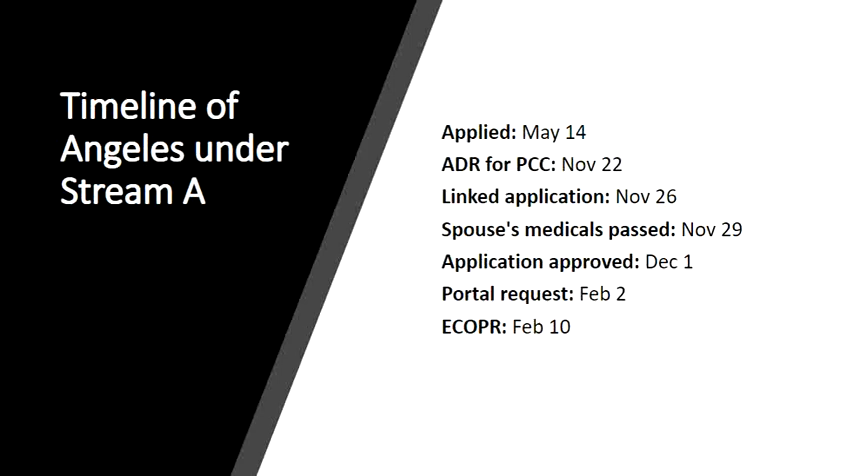 Timeline of
Angeles under
Stream A
Applied: May 14
ADR for PCC: Nov 22
Linked application: Nov 26
Spouse's medicals passed: Nov 29
Application approved: Dec 1
Portal request: Feb 2
ECOPR: Feb 10